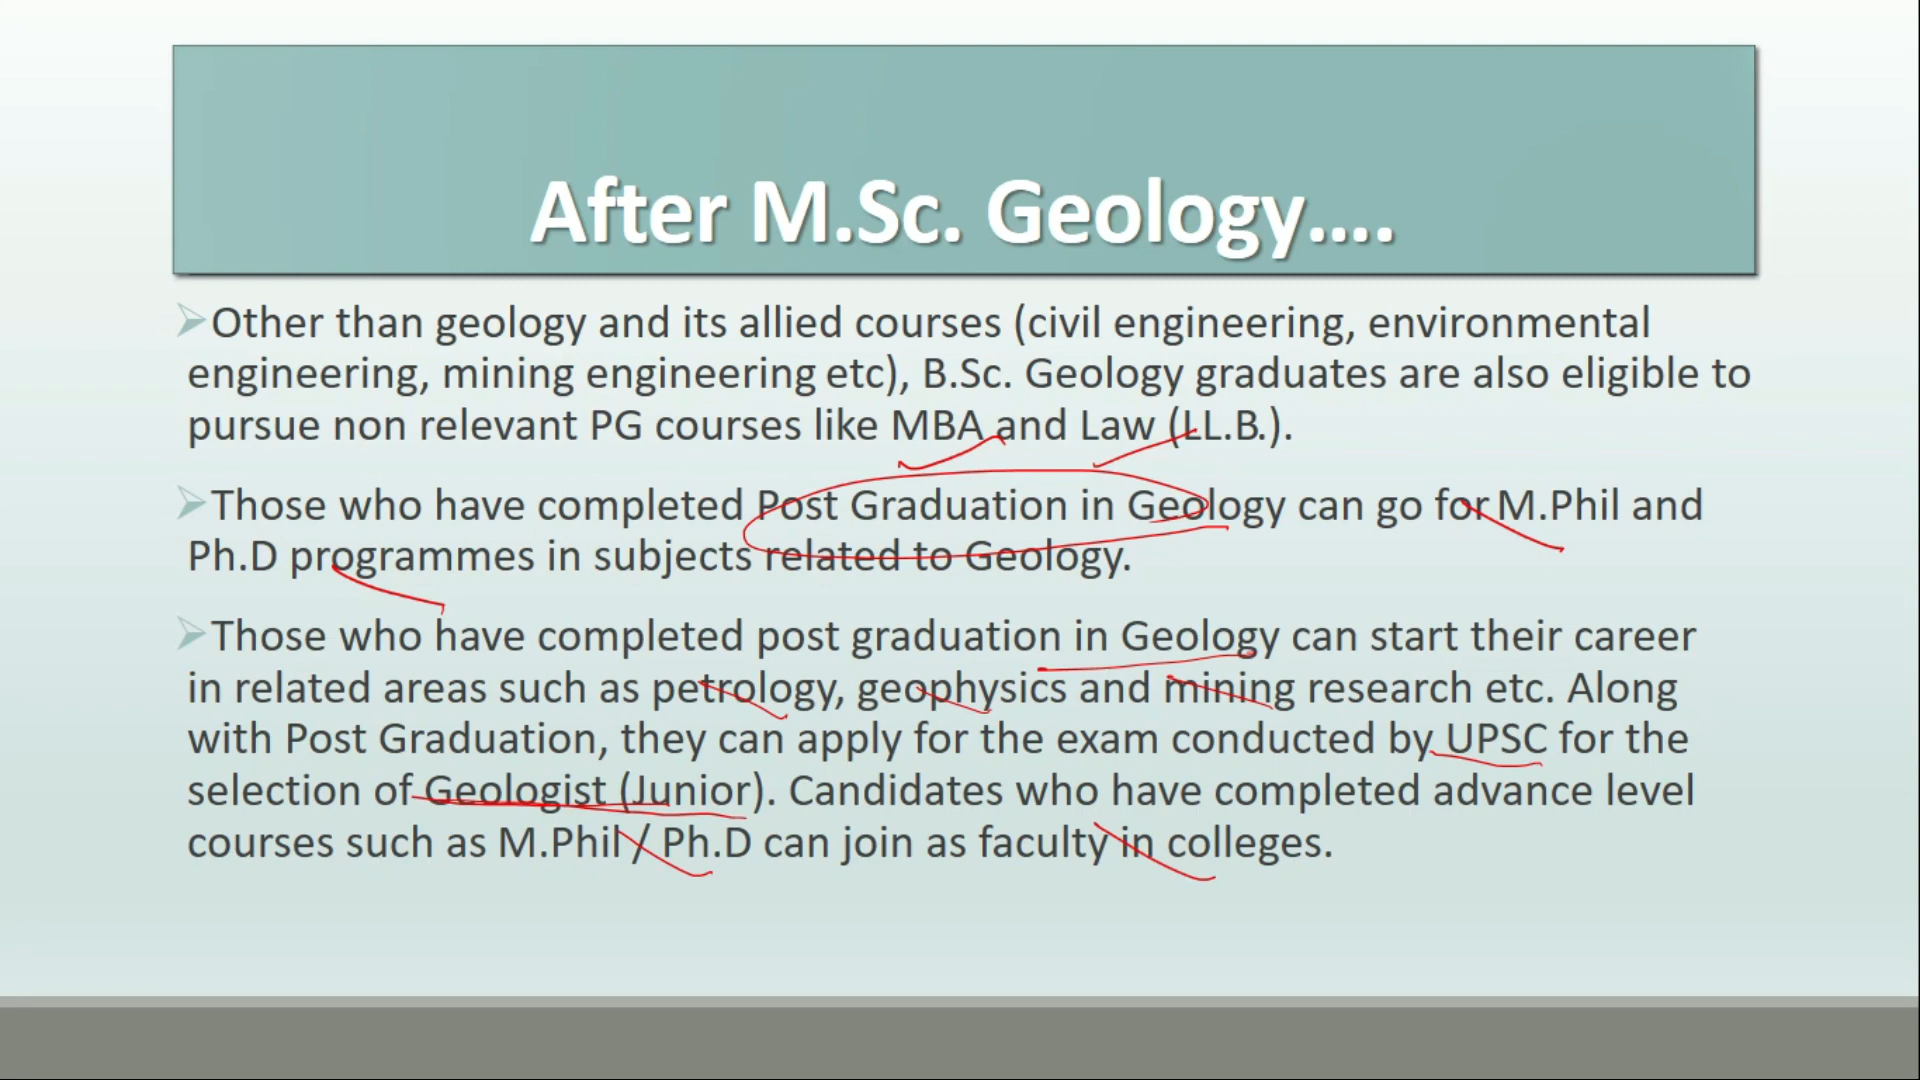 After M.Sc. Geology....
Other than geology and its allied courses (civil engineering, environmental
engineering, mining engineering etc), B.Sc. Geology graduates are also eligible to
pursue non relevant PG courses like MBA and Law (LL.B.).
Those who have completed Post Graduation in Geology can go for M.Phil and
Ph.D programmes in subjects related to Geology.
Those who have completed post graduation in Geology can start their career
in related areas such as petrology, geophysics and mining research etc. Along
with Post Graduation, they can apply for the exam conducted by UPSC for the
selection of Geologist (Junior). Candidates who have completed advance level
courses such as M.Phil / Ph.D can join as faculty in colleges.